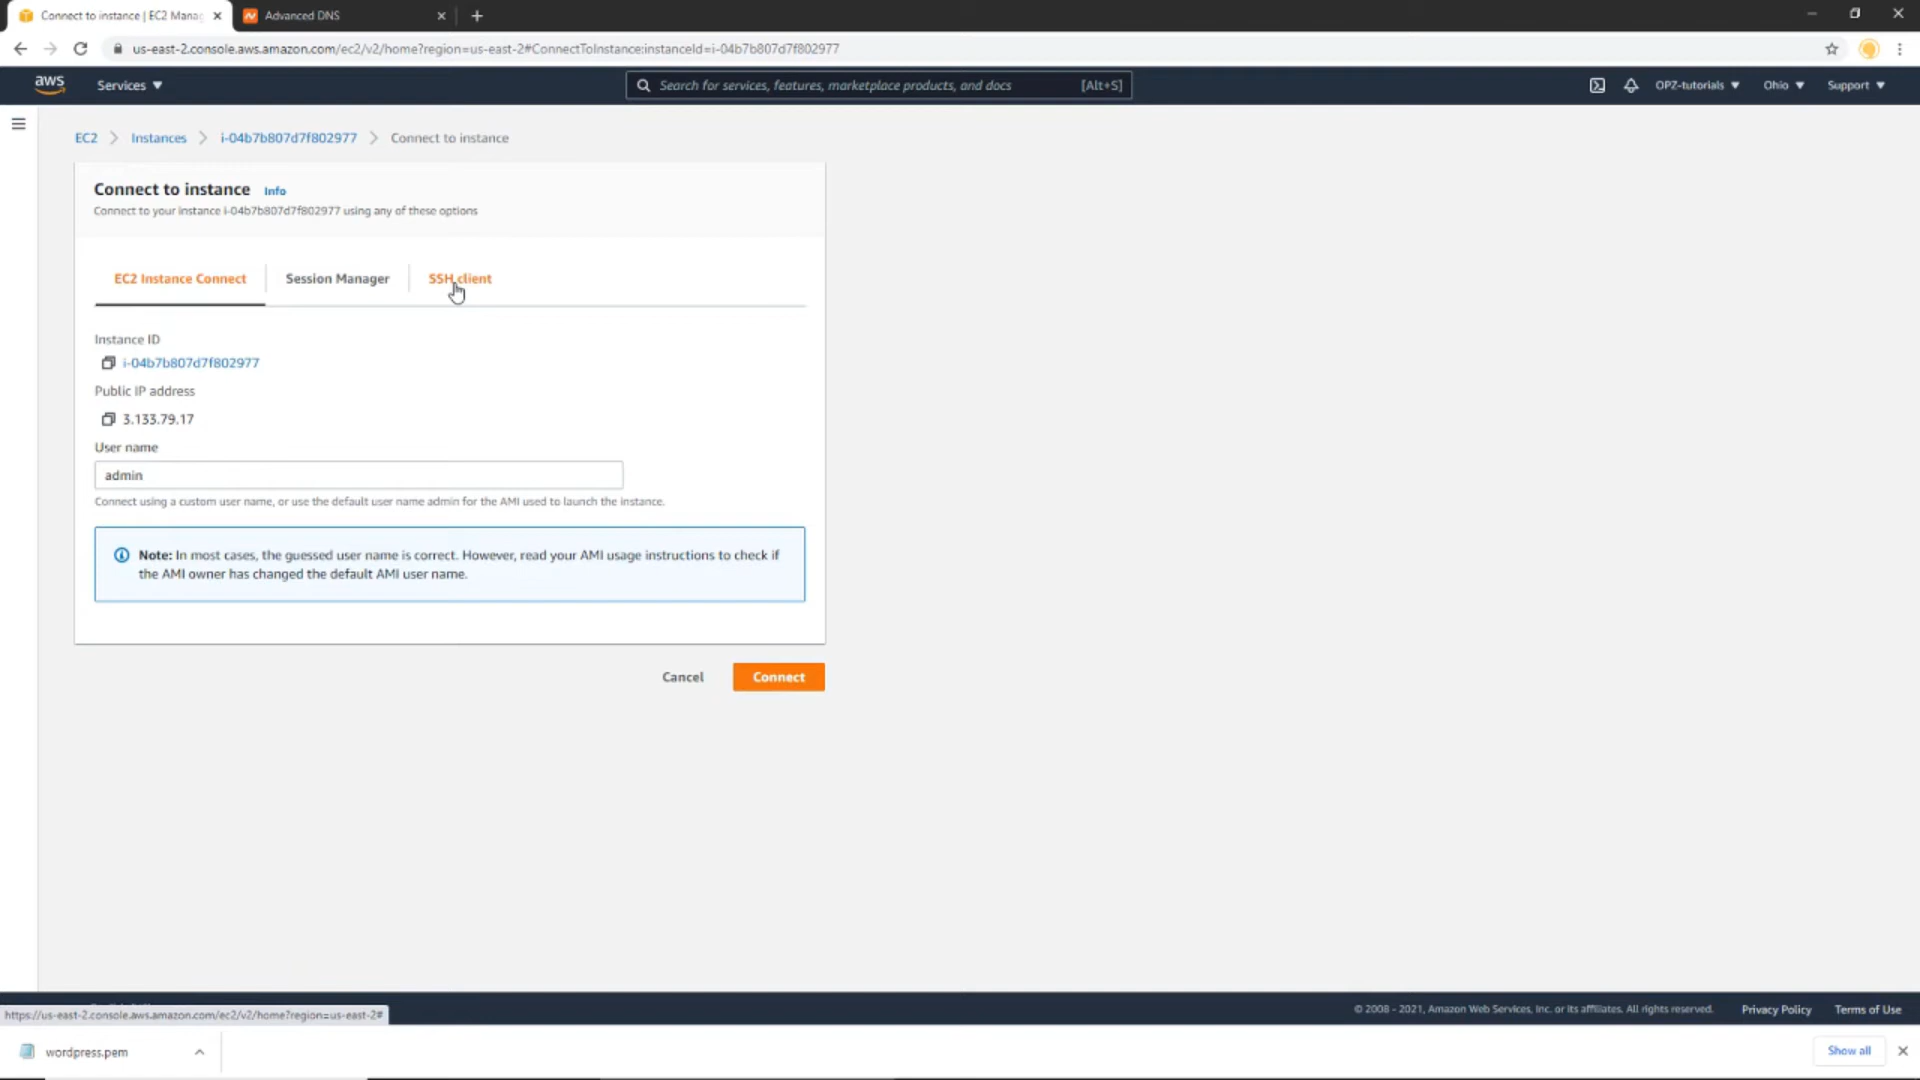 Connect to instance | EC2 Manag
Advanced DNS
us-east-2.console.aws.amazon.com/ec2/v2/home?region=us-east-2#ConnectToInstance:instanceId=i-04b7b807d7f802977
aws
Services
Search for services, features, marketplace products, and docs
[Alt+S]
OPZ-tutorials
Ohio
Support
EC2
Instances
i-04b7b807d7f802977
Connect to instance
Connect to instance
Info
Connect to your instance i-04b7b807d7f802977 using any of these options
EC2 Instance Connect
Session Manager
SSH client
Instance ID
i-04b7b807d7f802977
Public IP address
3.133.79.17
User name
admin
Connect using a custom user name, or use the default user name admin for the AMI used to launch the instance.
Note: In most cases, the guessed user name is correct. However, read your AMI usage instructions to check if
the AMI owner has changed the default AMI user name.
Cancel
Connect
© 2008 - 2021, Amazon Web Services, Inc. or its affiliates. All rights reserved.
Privacy Policy
Terms of Use
https://us-east-2.console.aws.amazon.com/ec2/v2/home?region=us-east-2#
wordpress.pem
Show all